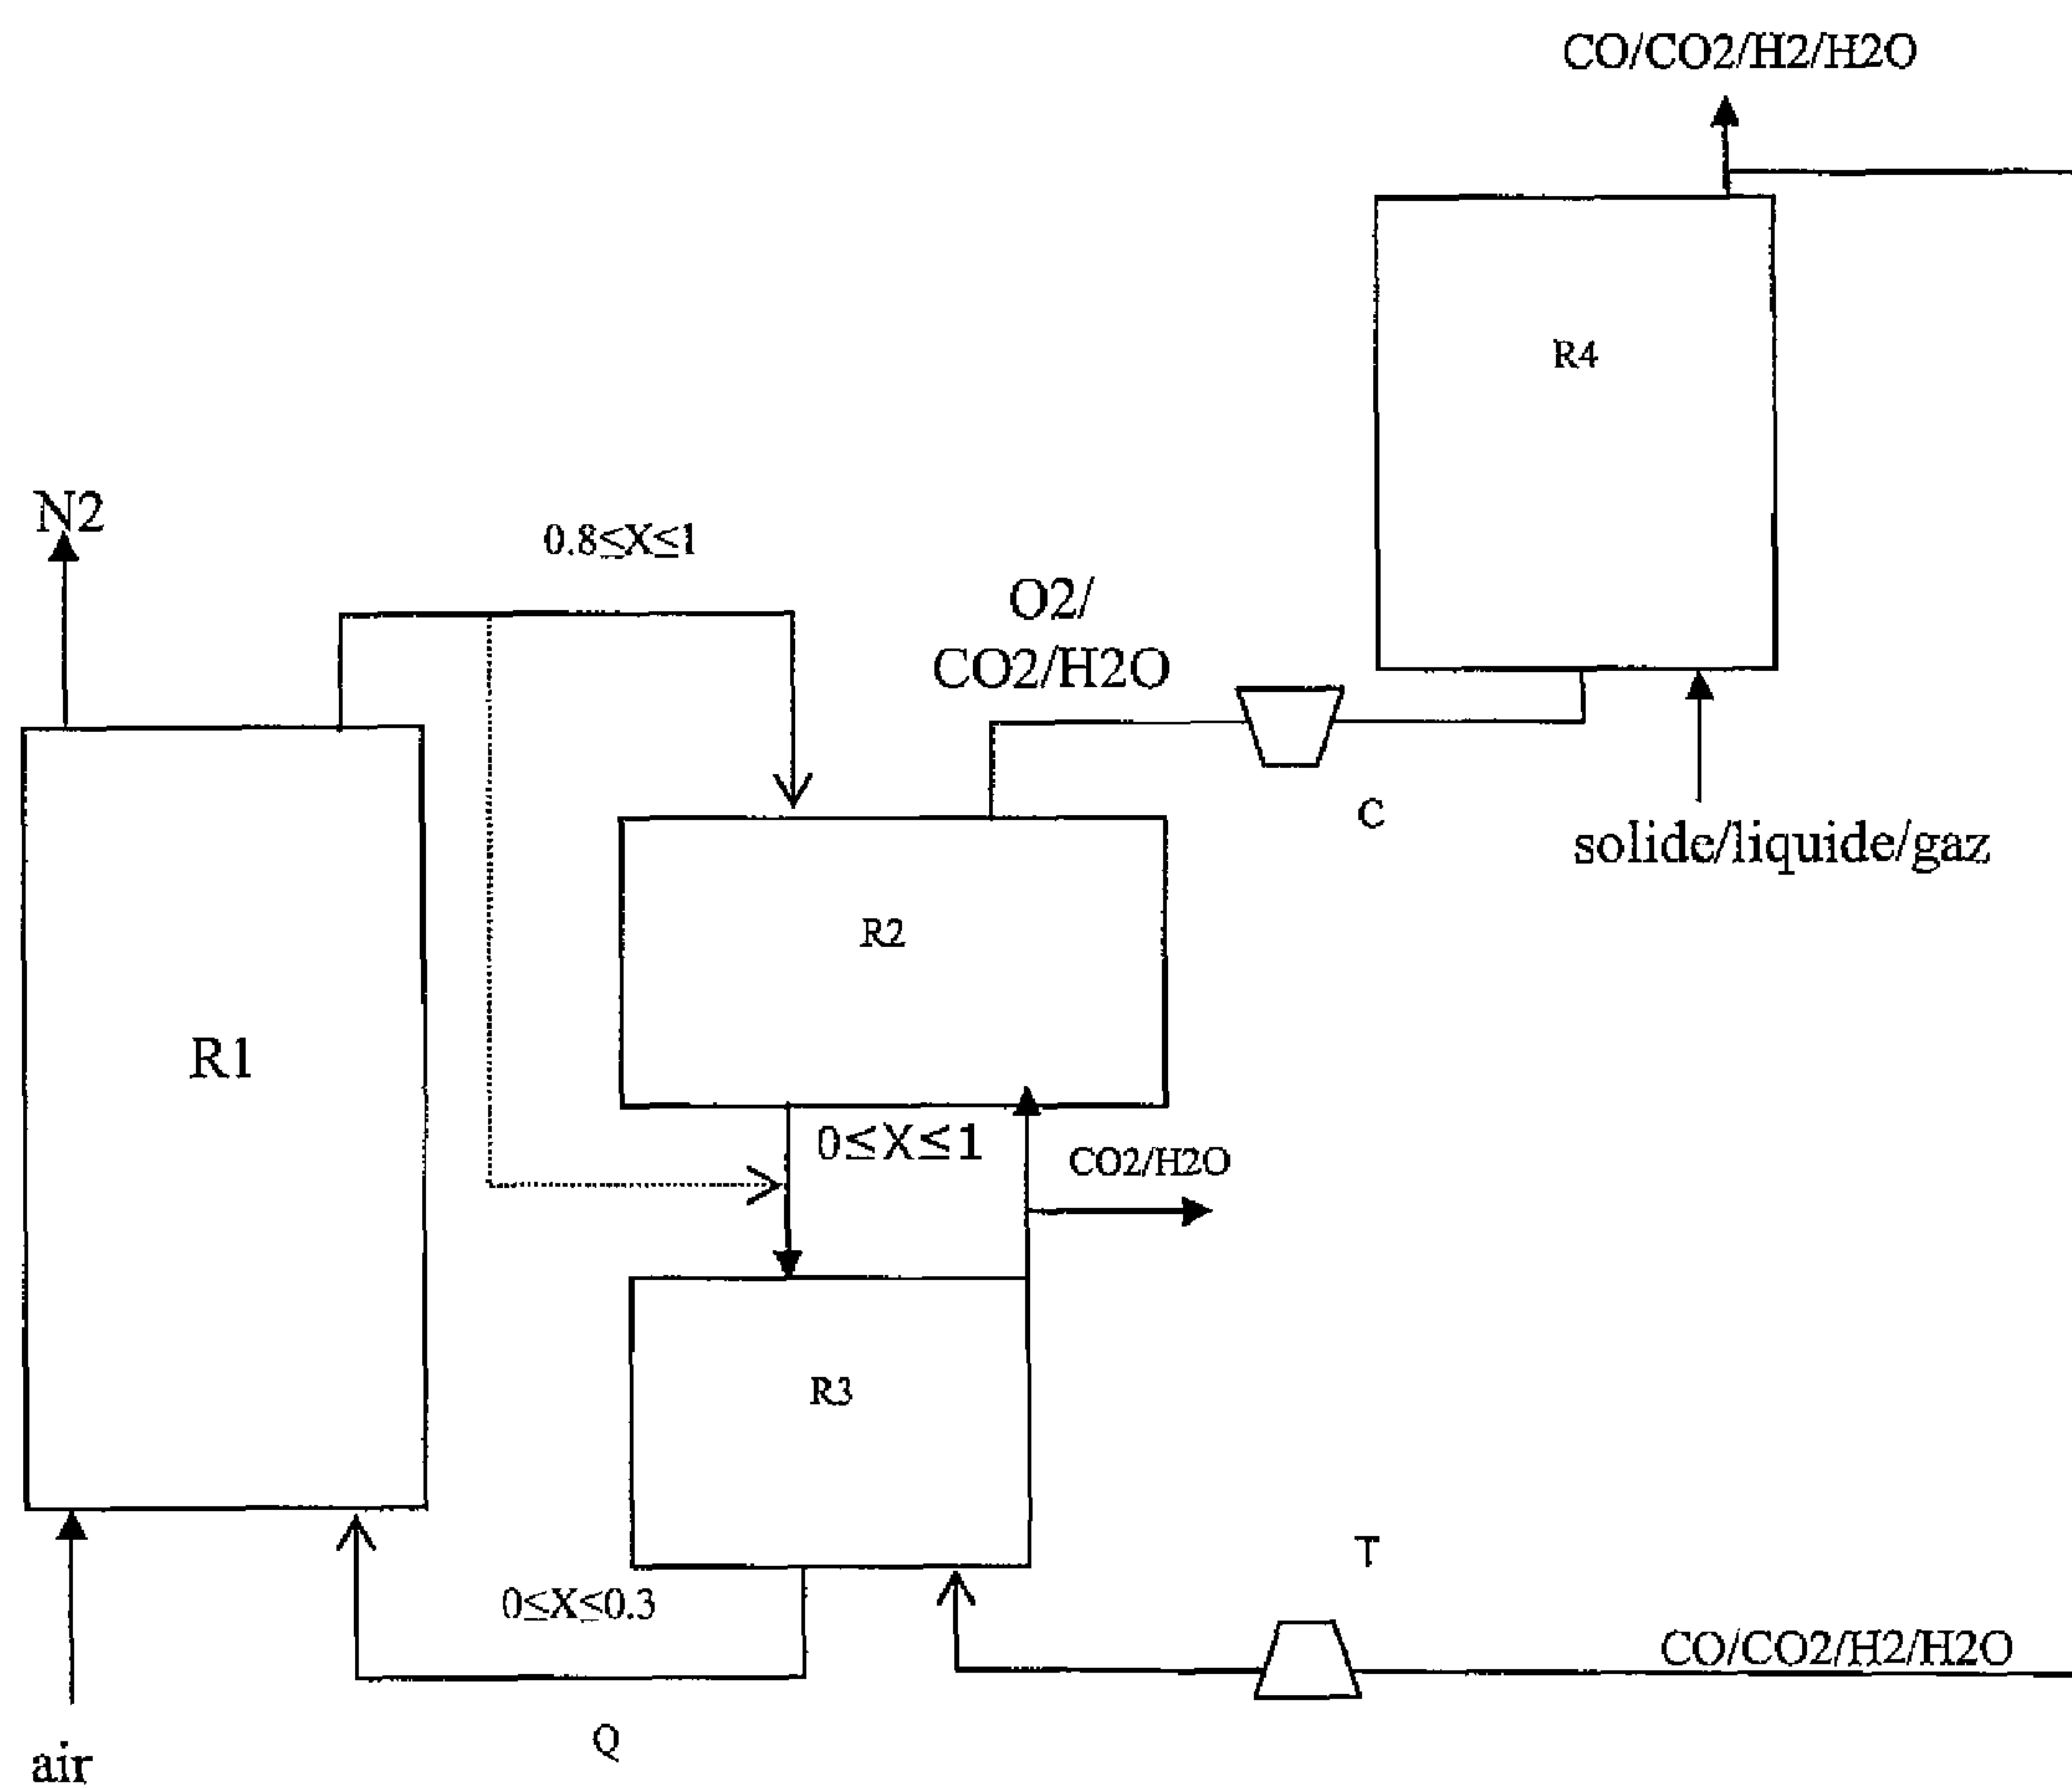 CO/CO2/H2/H2O
R4
N2
0.8≤X≤1
O2/
CO2/H2O
C
solide/liquide/gaz
R2
R1
0≤X≤1
CO2/H2O
R3
T
0≤X≤0.3
CO/CO2/H2/H2O
Q
air